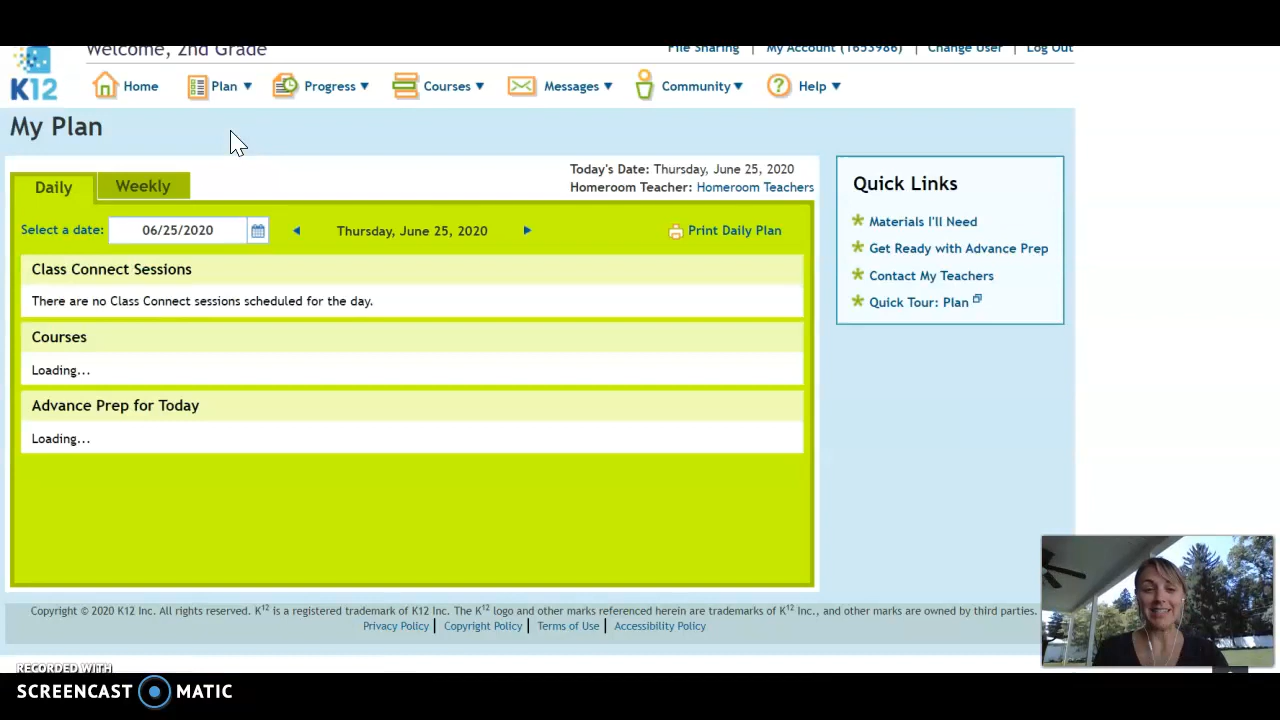 Welcome, 2nd Grade
File Sharing | My Account (1653986) | Change User | Log Out
K12
Home Plan Progress Courses Messages Community Help
My Plan
Today's Date: Thursday, June 25, 2020
Daily Weekly
Homeroom Teacher: Homeroom Teachers
Select a date: 06/25/2020 Thursday, June 25, 2020 Print Daily Plan
Class Connect Sessions
There are no Class Connect sessions scheduled for the day.
Courses
Loading...
Advance Prep for Today
Loading...
Quick Links
Materials I'll Need
Get Ready with Advance Prep
Contact My Teachers
Quick Tour: Plan
Copyright © 2020 K12 Inc. All rights reserved. K12 is a registered trademark of K12 Inc. The K12 logo and other marks referenced herein are trademarks of K12 Inc., and other marks are owned by third parties.
Privacy Policy | Copyright Policy | Terms of Use | Accessibility Policy
RECORDED WITH
SCREENCAST MATIC